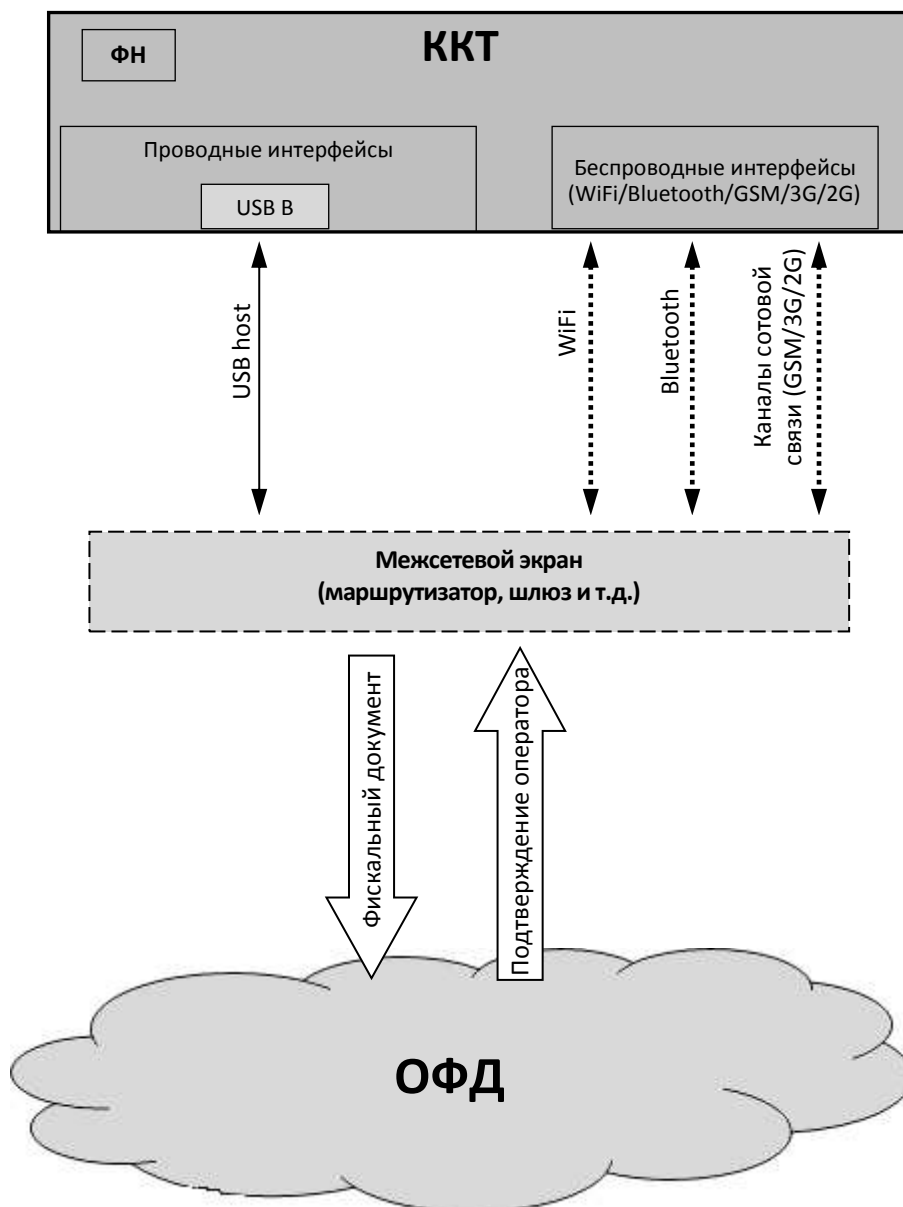 ФН
ККТ
Проводные интерфейсы
USB B
Беспроводные интерфейсы
(WiFi/Bluetooth/GSM/3G/2G)
USB host
WiFi
Bluetooth
Каналы сотовой
связи (GSM/3G/2G)
Межсетевой экран
(маршрутизатор, шлюз и т.д.)
Фискальный документ
Подтверждение оператора
ОФД